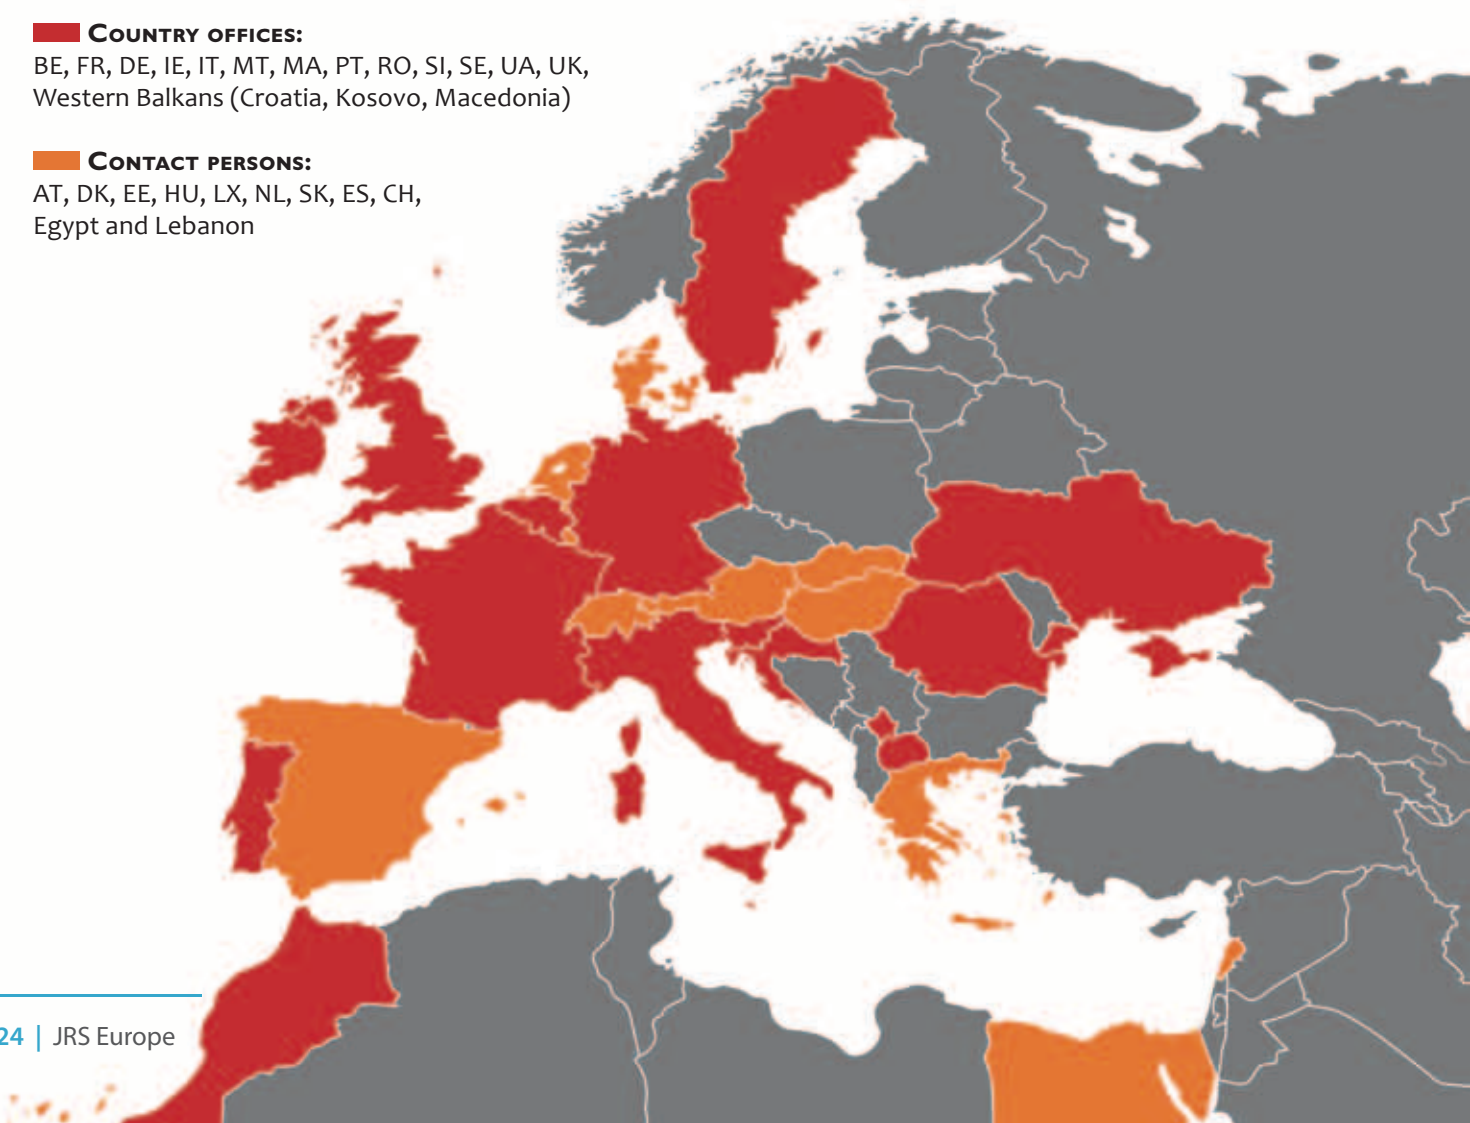 COUNTRY OFFICES:
BE, FR, DE, IE, IT, MT, MA, PT, RO, SI, SE, UA, UK,
Western Balkans (Croatia, Kosovo, Macedonia)
CONTACT PERSONS:
AT, DK, EE, HU, LX, NL, SK, ES, CH,
Egypt and Lebanon
24 | JRS Europe